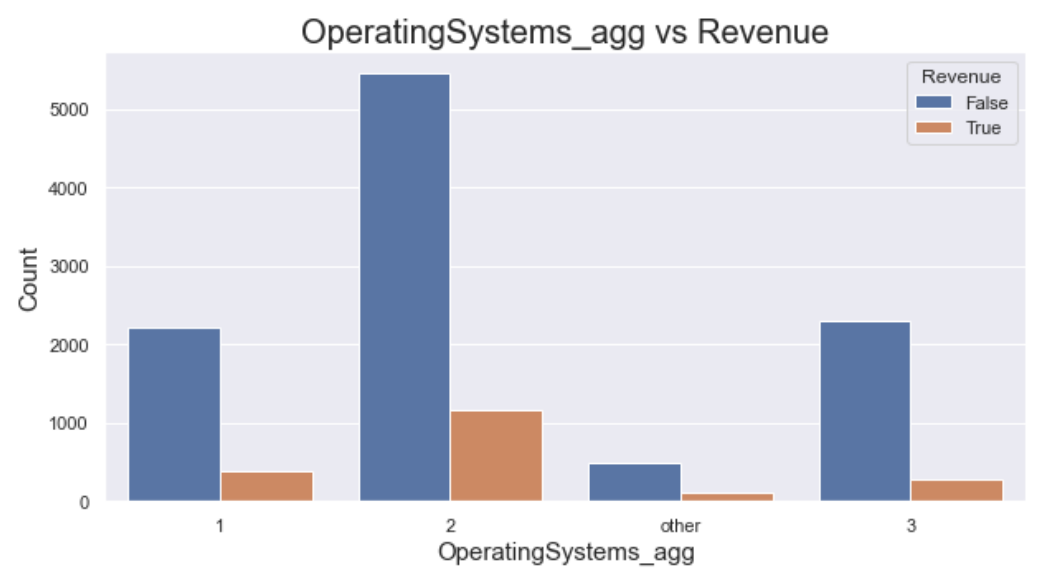 OperatingSystems_agg vs Revenue
Revenue
False
True
5000
4000
3000
2000
1000
0
Count
1 2 other 3
OperatingSystems_agg